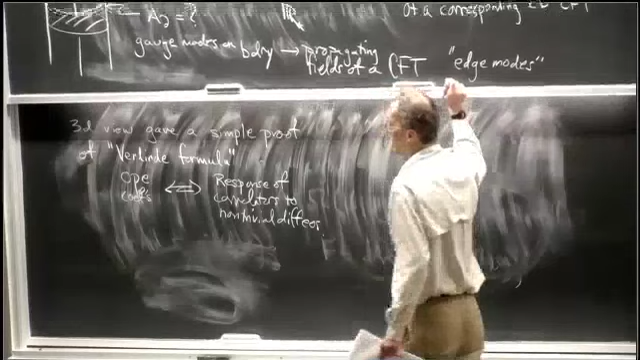 ← A₂ = ?
of a corresponding 2D CFT
gauge modes on bdry → propagating
fields of a CFT "edge modes"
3d view gave a simple proof
of "Verlinde formula"
OPE ⇔ Response of
coeffs correlators to
nontrivial diffeos